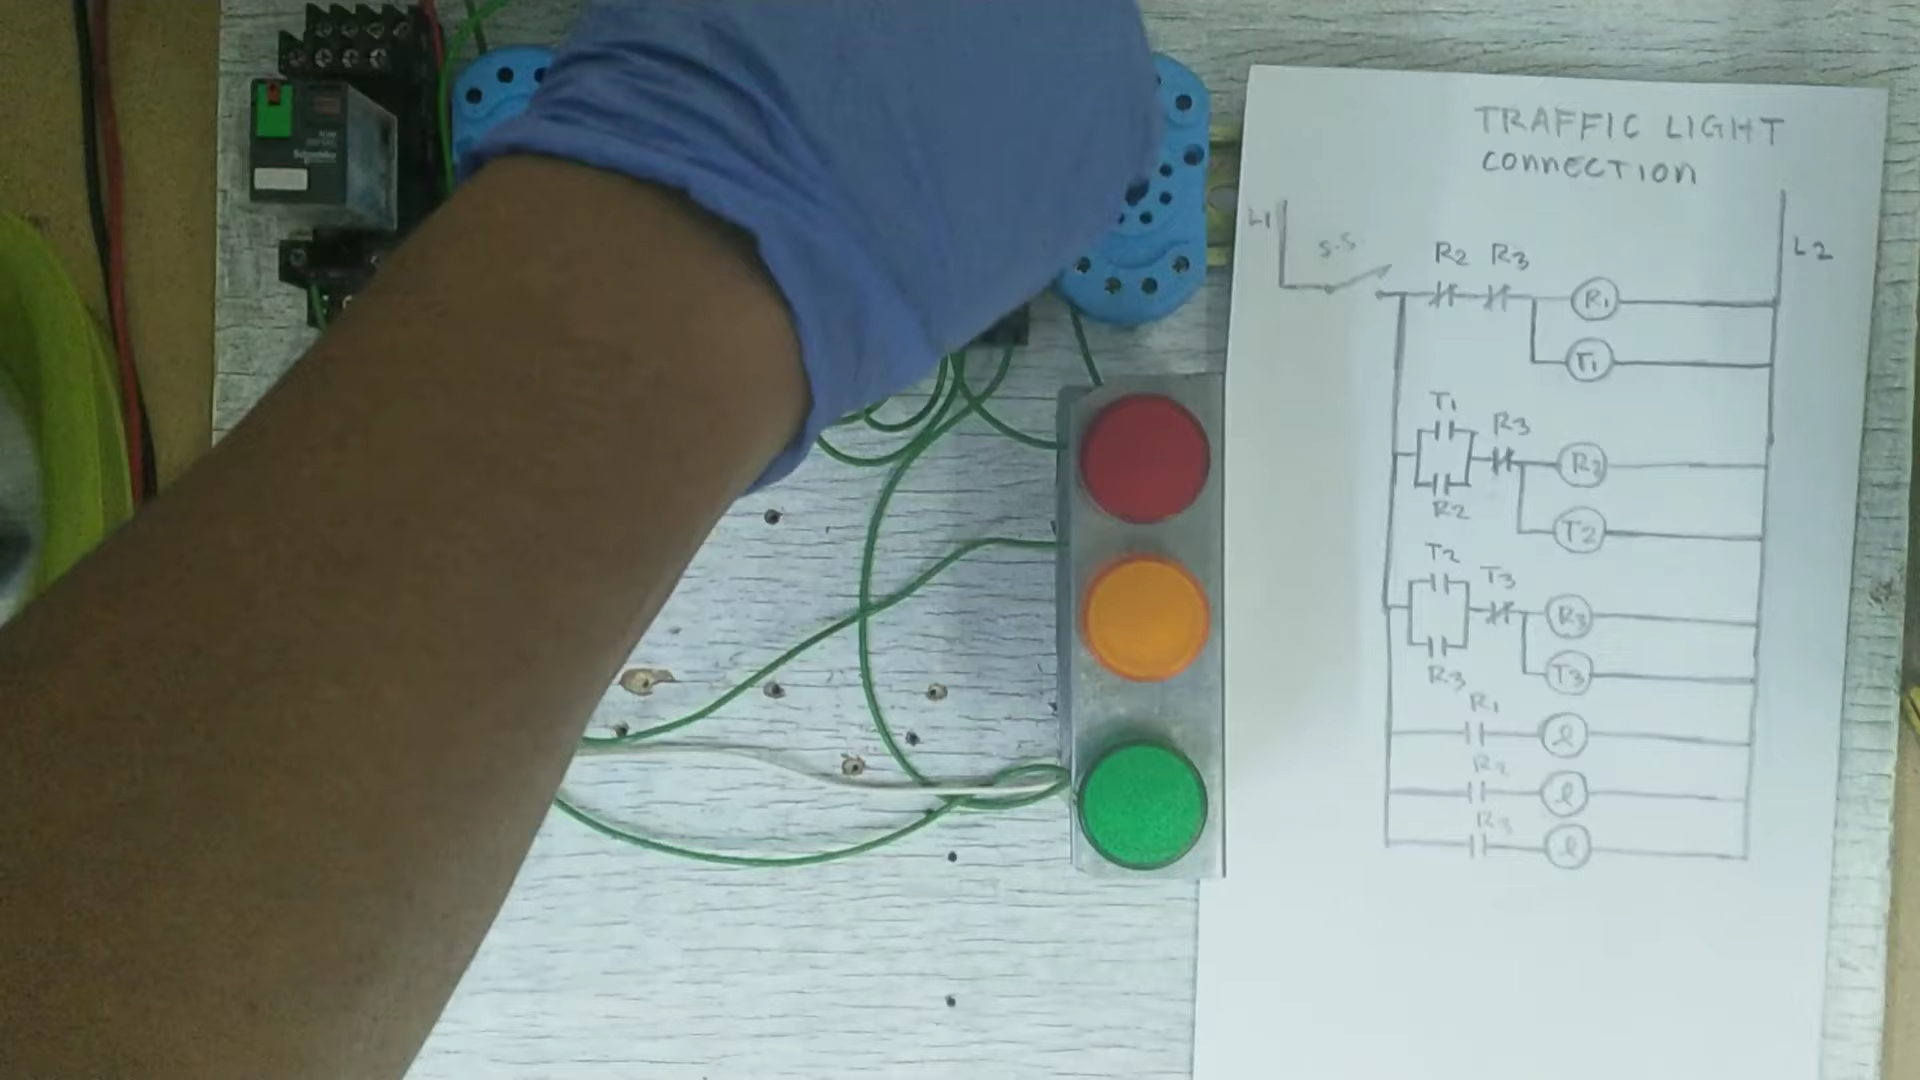 Schneider
TRAFFIC LIGHT
CONNECTION
L1
S.S.
R2 R3
L2
R1
T1
T1
R3
R2
R2
T2
T2
T3
R3
R3
T3
R1
R2
R3